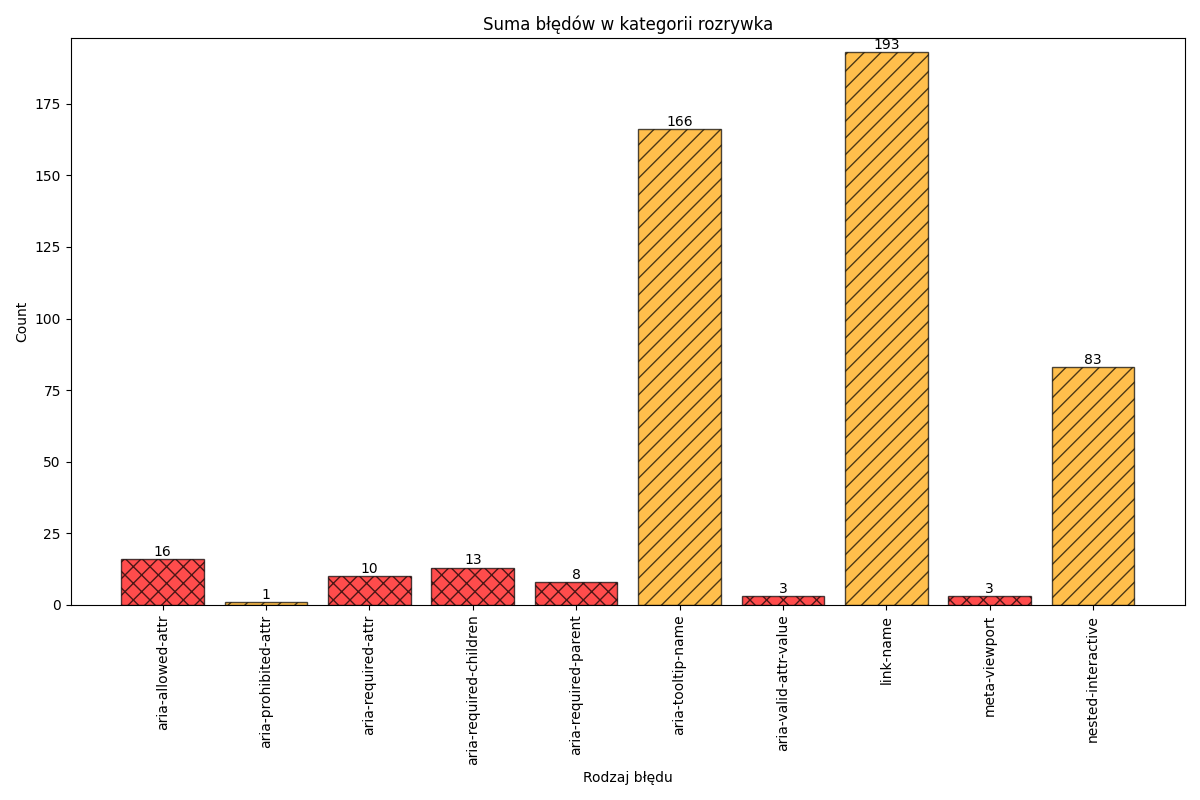 Suma błędów w kategorii rozrywka
193
175
166
150
125
100
83
75
50
25
16
13
10
8
3
3
1
0
Count
aria-allowed-attr
aria-prohibited-attr
aria-required-attr
aria-required-children
aria-required-parent
aria-tooltip-name
aria-valid-attr-value
link-name
meta-viewport
nested-interactive
Rodzaj błędu